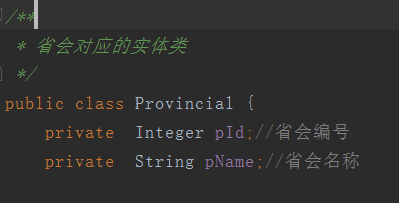 /**
* 省会对应的实体类
*/
public class Provincial {
private  Integer pId;//省会编号
private  String pName;//省会名称